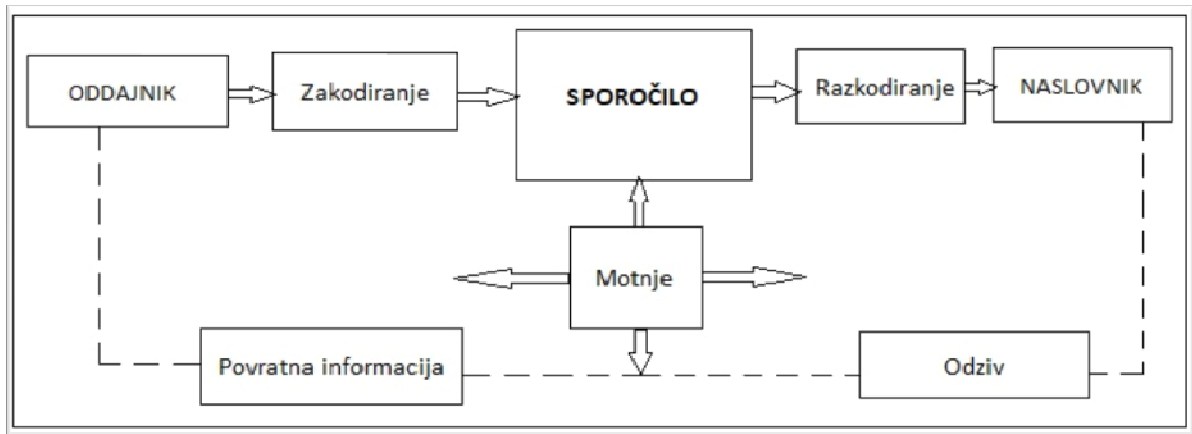 ODDAJNIK
Zakodiranje
SPOROČILO
Razkodiranje
NASLOVNIK
Motnje
Povratna informacija
Odziv